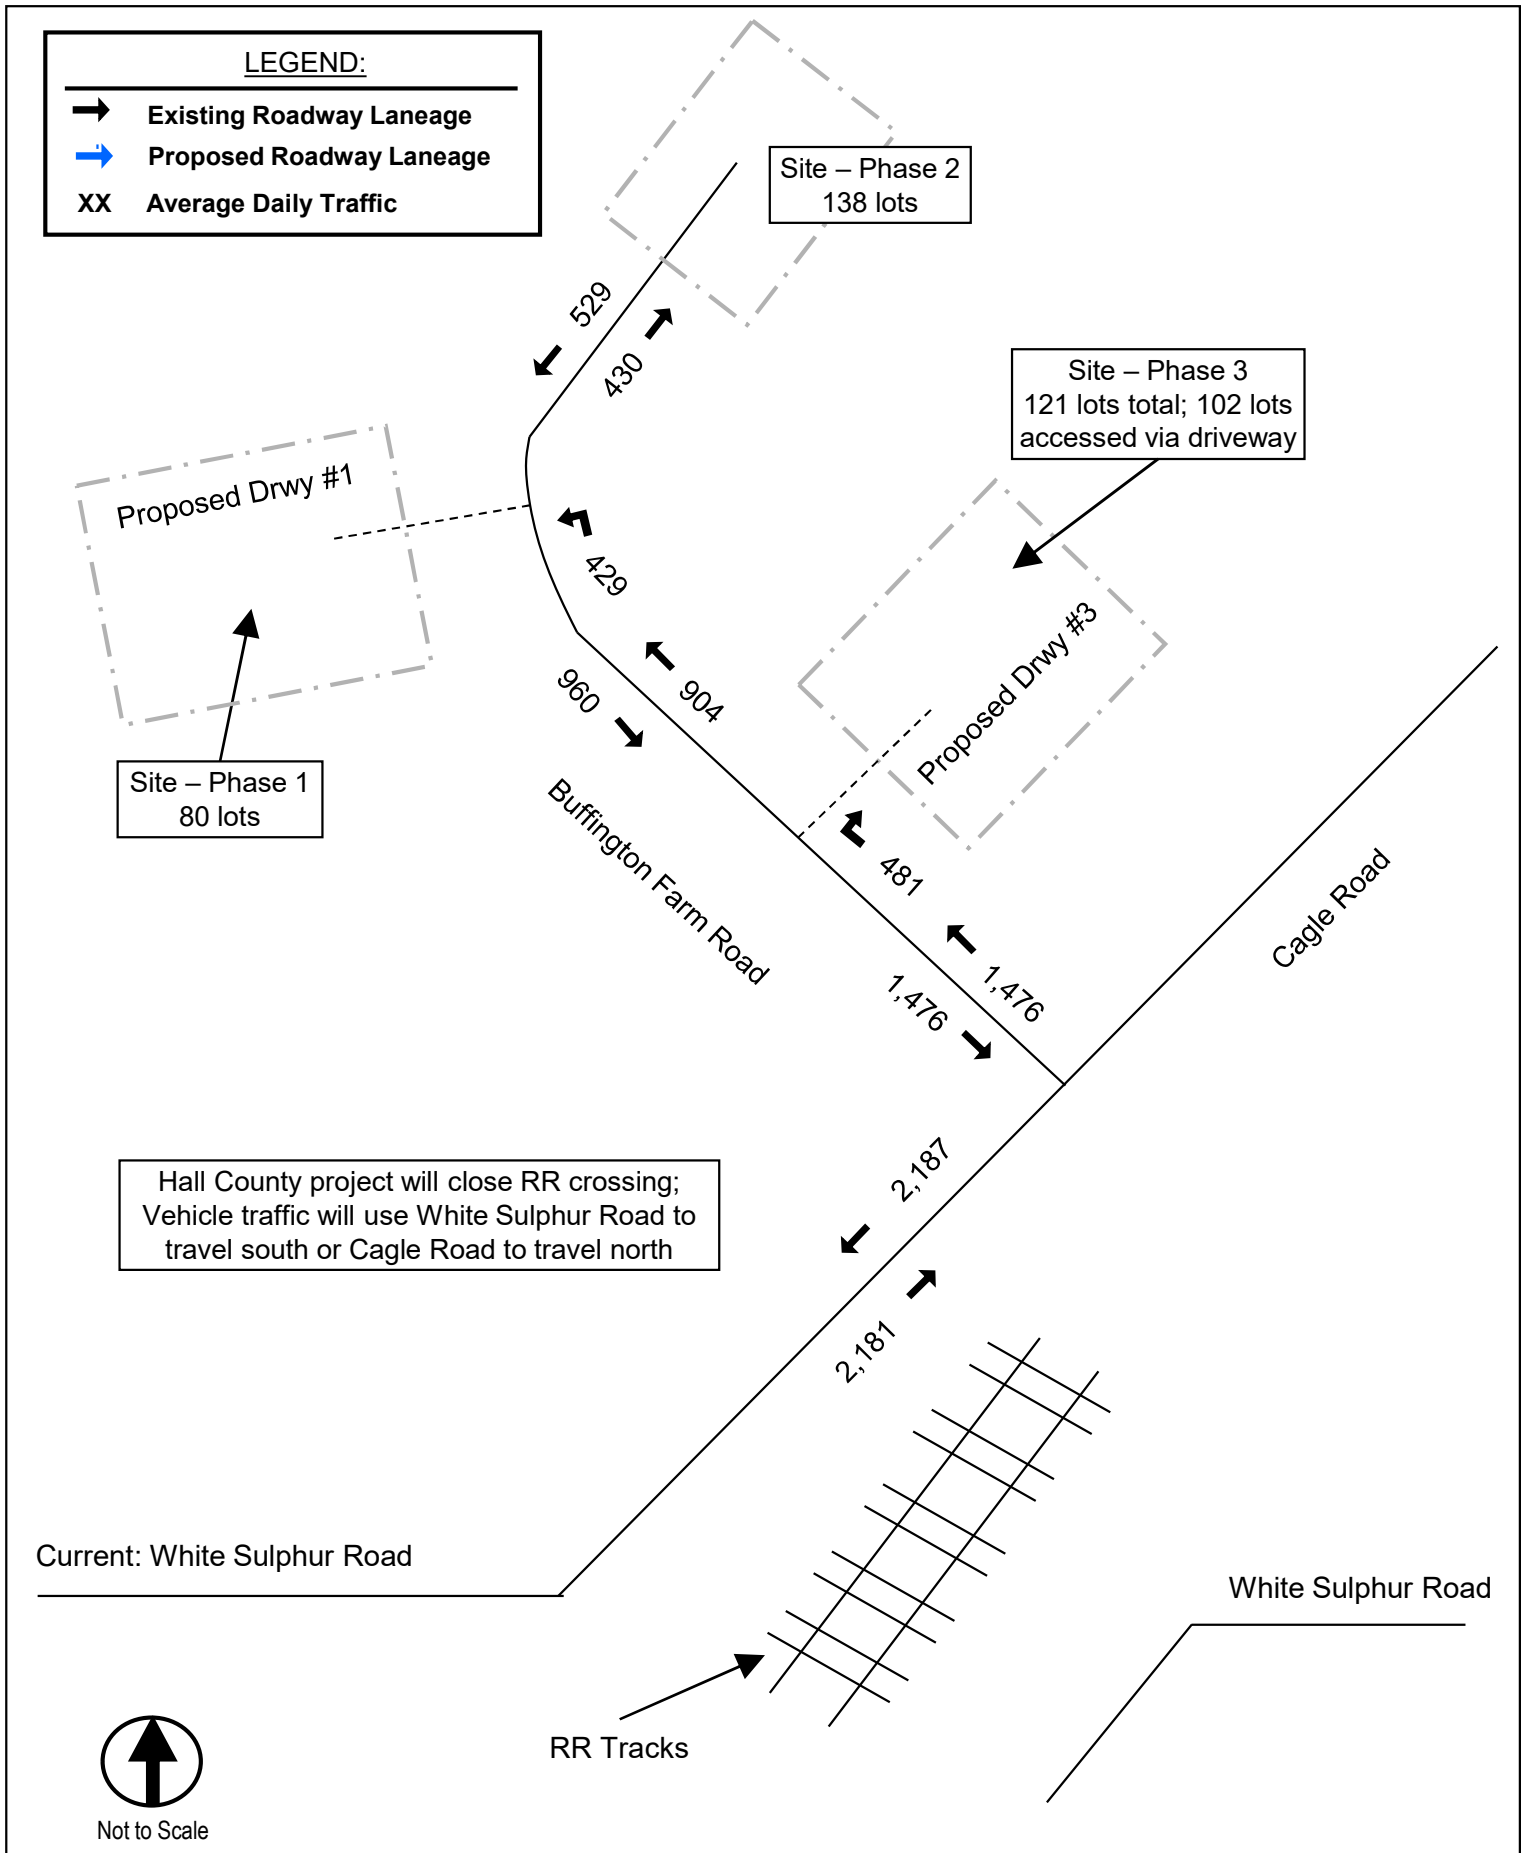 LEGEND:
Existing Roadway Laneage
Proposed Roadway Laneage
XX Average Daily Traffic
Site – Phase 2
138 lots
529
430
Site – Phase 3
121 lots total; 102 lots
accessed via driveway
Proposed Drwy #1
429
Proposed Drwy #3
960
904
Site – Phase 1
80 lots
Buffington Farm Road
481
Cagle Road
1,476
1,476
2,187
Hall County project will close RR crossing;
Vehicle traffic will use White Sulphur Road to
travel south or Cagle Road to travel north
2,181
Current: White Sulphur Road
White Sulphur Road
RR Tracks
Not to Scale